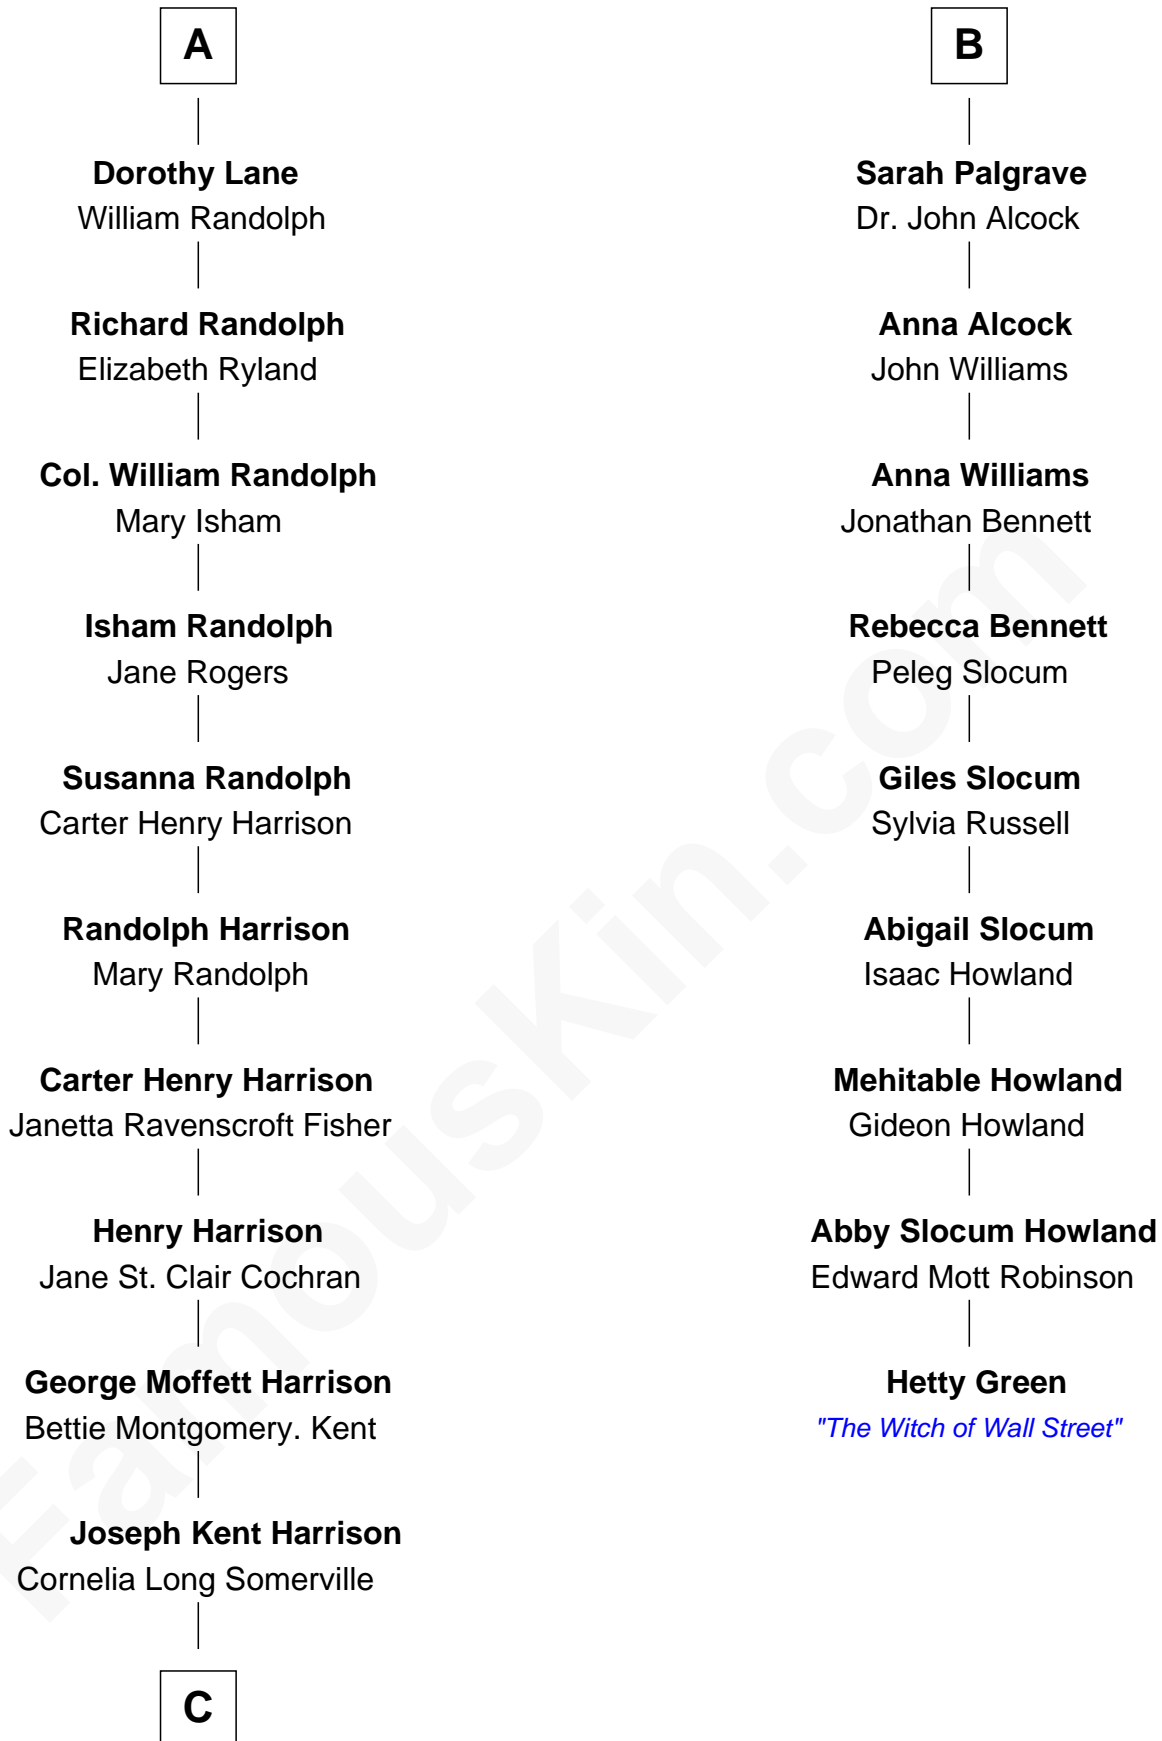 A
Dorothy Lane
William Randolph
Richard Randolph
Elizabeth Ryland
Col. William Randolph
Mary Isham
Isham Randolph
Jane Rogers
Susanna Randolph
Carter Henry Harrison
Randolph Harrison
Mary Randolph
Carter Henry Harrison
Janetta Ravenscroft Fisher
Henry Harrison
Jane St. Clair Cochran
George Moffett Harrison
Bettie Montgomery. Kent
Joseph Kent Harrison
Cornelia Long Somerville
C
B
Sarah Palgrave
Dr. John Alcock
Anna Alcock
John Williams
Anna Williams
Jonathan Bennett
Rebecca Bennett
Peleg Slocum
Giles Slocum
Sylvia Russell
Abigail Slocum
Isaac Howland
Mehitable Howland
Gideon Howland
Abby Slocum Howland
Edward Mott Robinson
Hetty Green
"The Witch of Wall Street"
FamousKin.com